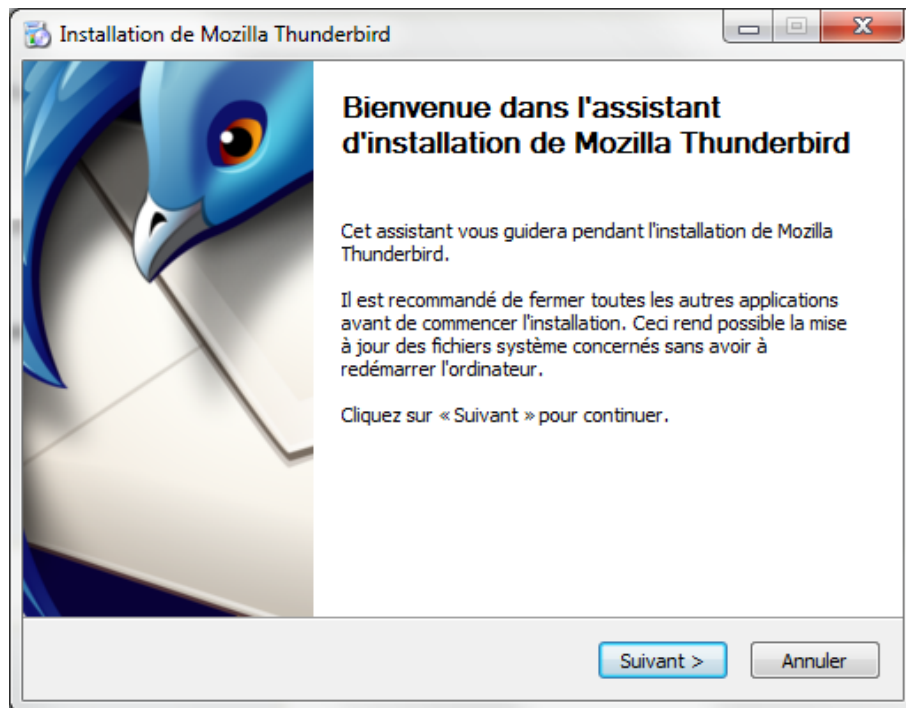 Installation de Mozilla Thunderbird
Bienvenue dans l'assistant
d'installation de Mozilla Thunderbird
Cet assistant vous guidera pendant l'installation de Mozilla
Thunderbird.
Il est recommandé de fermer toutes les autres applications
avant de commencer l'installation. Ceci rend possible la mise
à jour des fichiers système concernés sans avoir à
redémarrer l'ordinateur.
Cliquez sur « Suivant » pour continuer.
Suivant >
Annuler